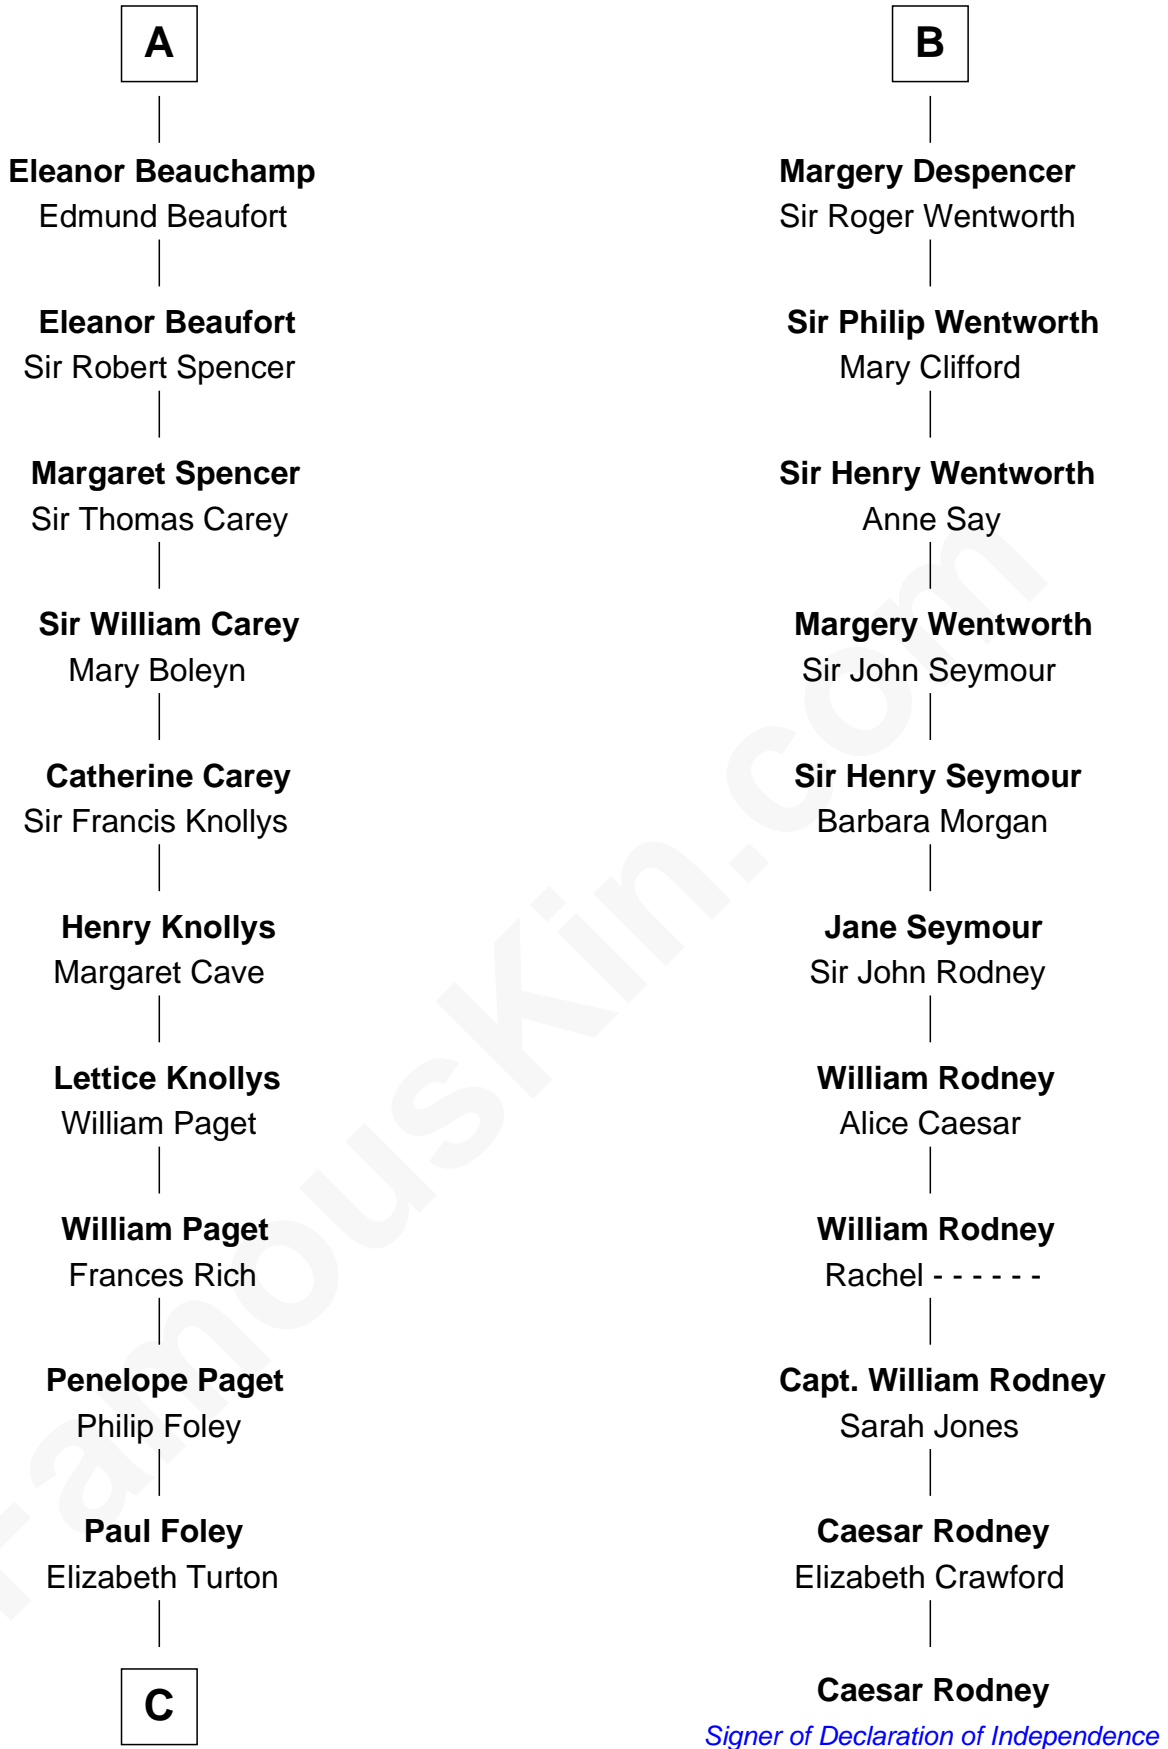 A
Eleanor Beauchamp
Edmund Beaufort
Eleanor Beaufort
Sir Robert Spencer
Margaret Spencer
Sir Thomas Carey
Sir William Carey
Mary Boleyn
Catherine Carey
Sir Francis Knollys
Henry Knollys
Margaret Cave
Lettice Knollys
William Paget
William Paget
Frances Rich
Penelope Paget
Philip Foley
Paul Foley
Elizabeth Turton
C
B
Margery Despencer
Sir Roger Wentworth
Sir Philip Wentworth
Mary Clifford
Sir Henry Wentworth
Anne Say
Margery Wentworth
Sir John Seymour
Sir Henry Seymour
Barbara Morgan
Jane Seymour
Sir John Rodney
William Rodney
Alice Caesar
William Rodney
Rachel - - - - - -
Capt. William Rodney
Sarah Jones
Caesar Rodney
Elizabeth Crawford
Caesar Rodney
Signer of Declaration of Independence
FamousKin.com